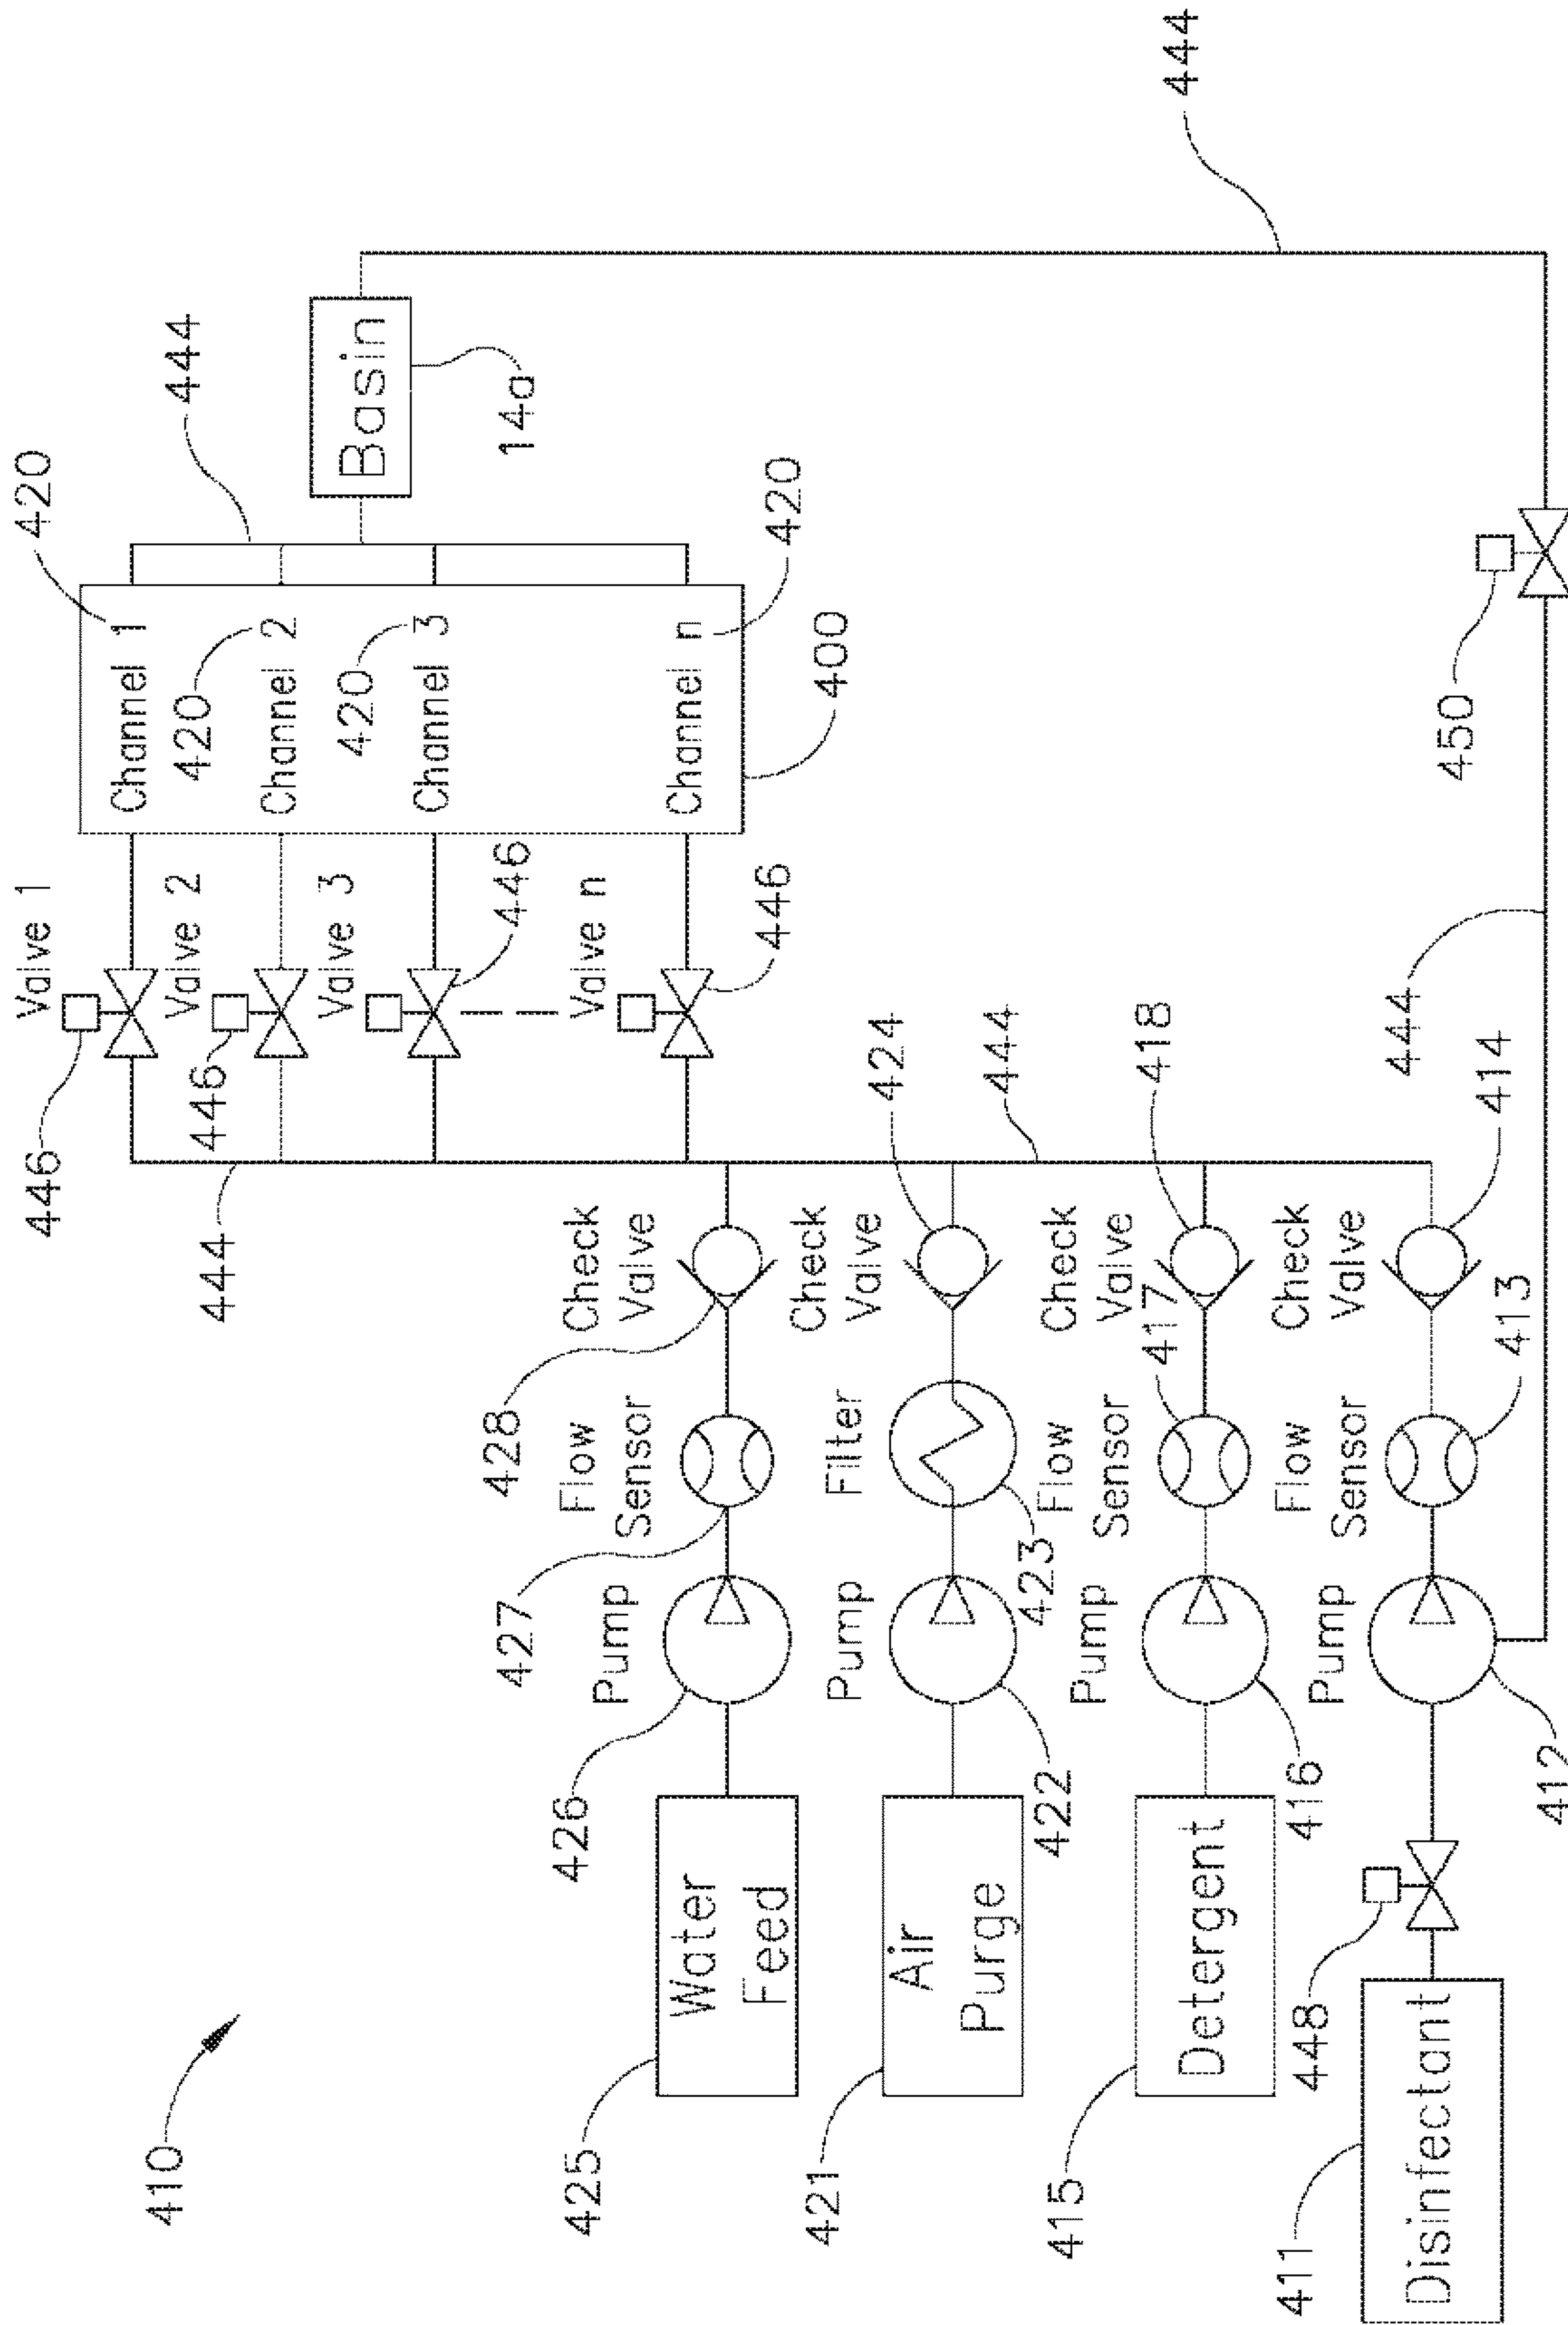 410
425
Water
Feed
426
Pump
427
Flow
Sensor
428
Check
Valve
421
Air
Purge
422
Pump
423
Filter
Check
Valve
424
415
Detergent
416
Pump
Flow
Sensor
417
Check
Valve
418
411
Disinfectant
448
412
Pump
Flow
Sensor
413
Check
Valve
414
444
444
444
446
Valve 1
446
Valve 2
Valve 3
446
Valve n
446
Channel 1
420
Channel 2
420
Channel 3
420
Channel n
420
400
444
Basin
14a
450
444